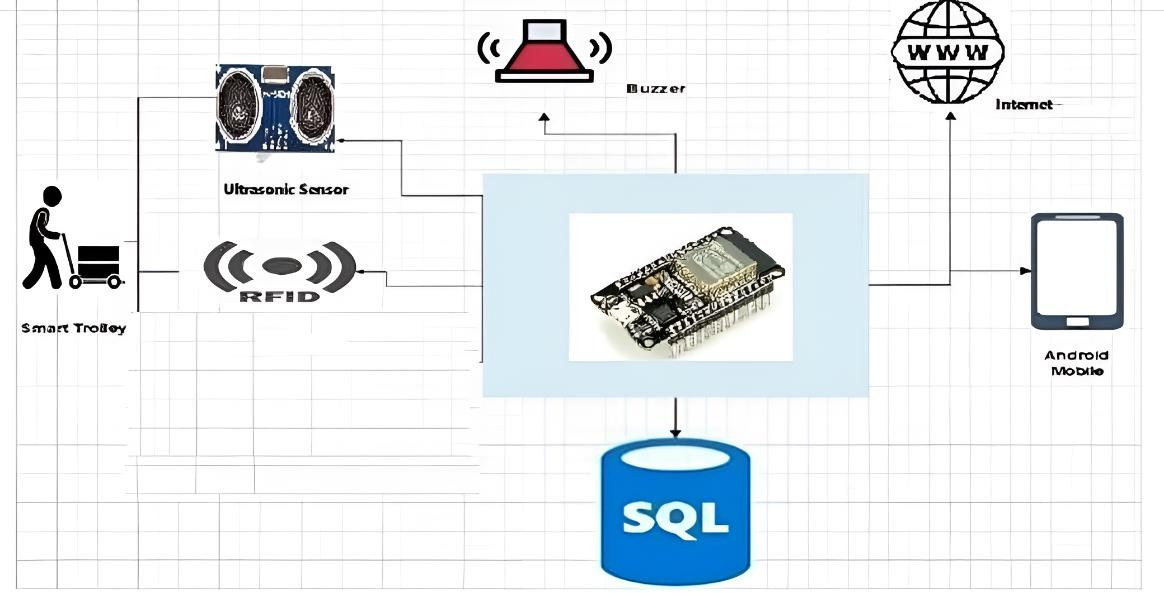 Buzzer
WWW
Internet
Ultrasonic Sensor
RFID
Smart Trolley
Android
Mobile
SQL